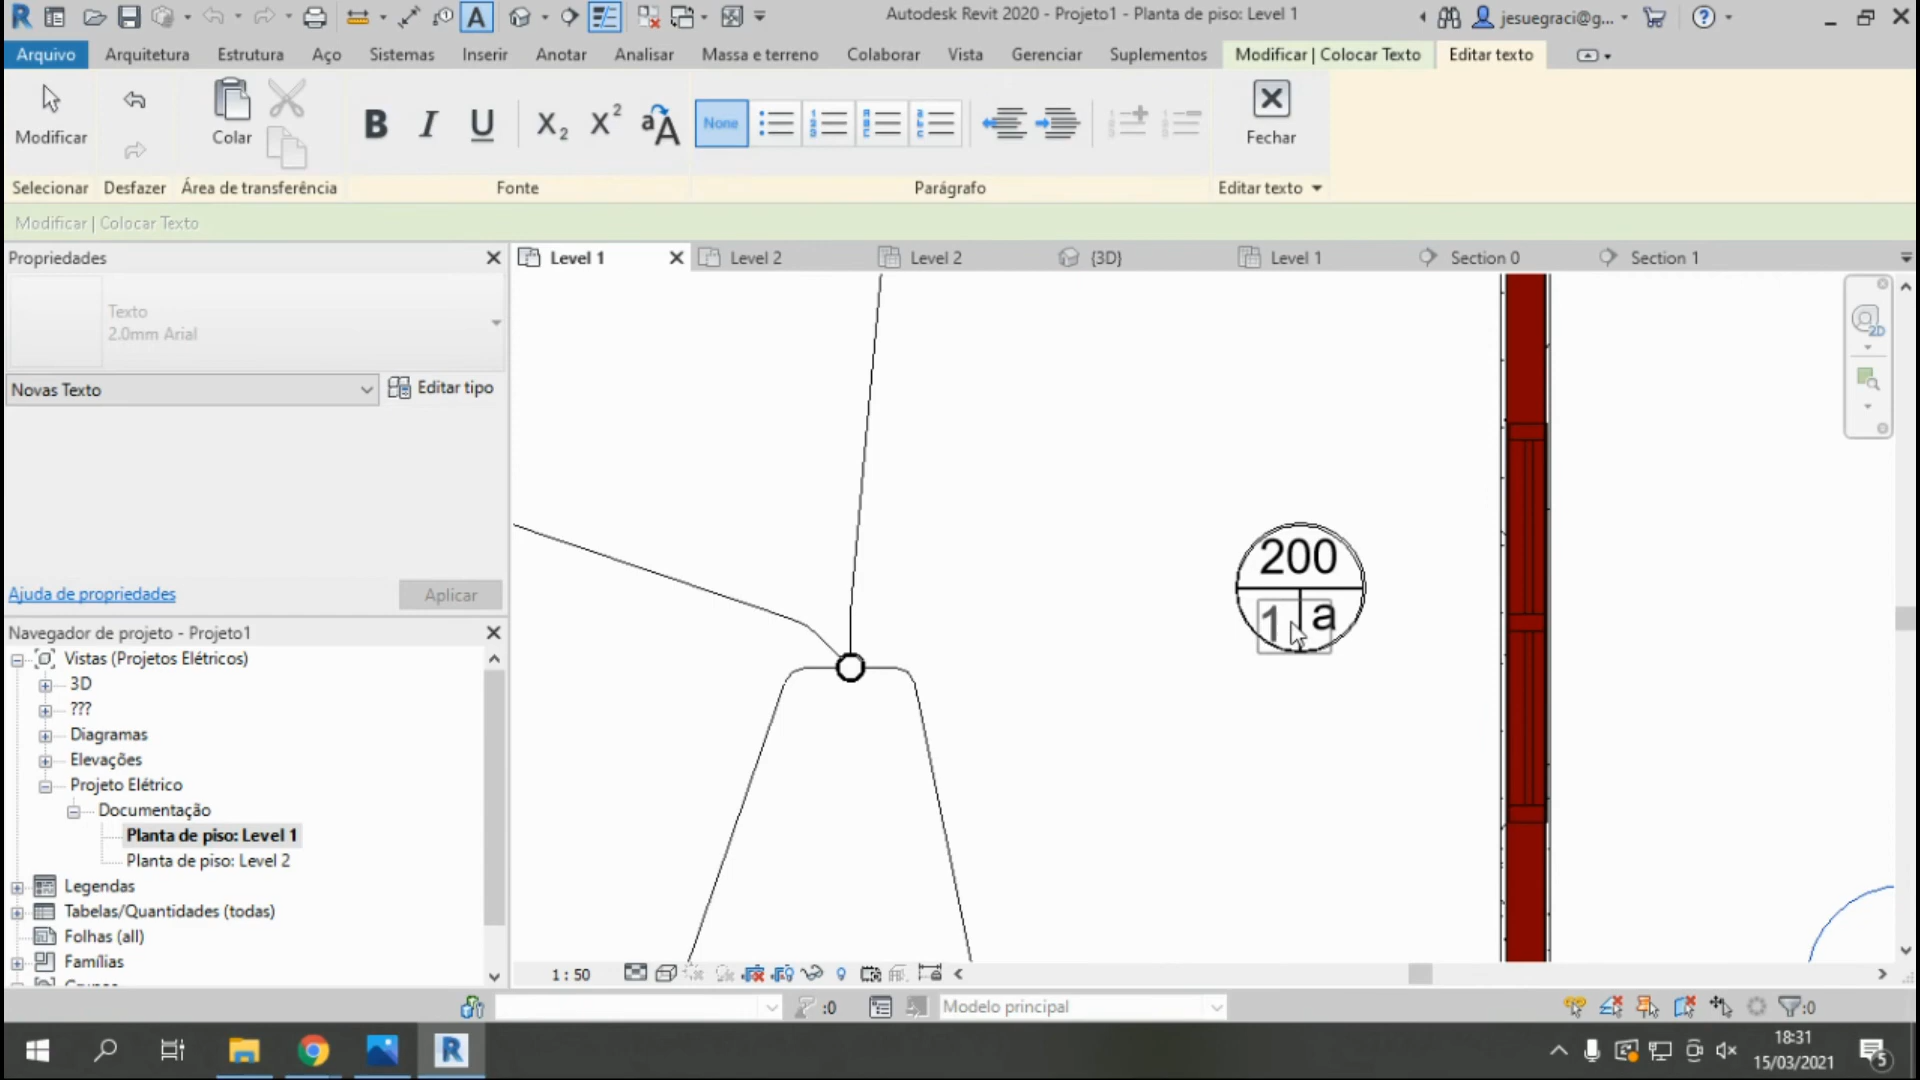 Autodesk Revit 2020 - Projeto1 - Planta de piso: Level 1
jesuegraci@g...
Arquivo Arquitetura Estrutura Aço Sistemas Inserir Anotar Analisar Massa e terreno Colaborar Vista Gerenciar Suplementos Modificar | Colocar Texto Editar texto
None
Modificar Colar Fechar
Selecionar Desfazer Área de transferência Fonte Parágrafo Editar texto
Modificar | Colocar Texto
Propriedades
Level 1 Level 2 Level 2 {3D} Level 1 Section 0 Section 1
Texto
2.0mm Arial
Novas Texto Editar tipo
Ajuda de propriedades Aplicar
Navegador de projeto - Projeto1
Vistas (Projetos Elétricos)
3D
???
Diagramas
Elevações
Projeto Elétrico
Documentação
Planta de piso: Level 1
Planta de piso: Level 2
Legendas
Tabelas/Quantidades (todas)
Folhas (all)
Famílias
200
1 a
2D
1 : 50
:0 Modelo principal :0
18:31
15/03/2021
5